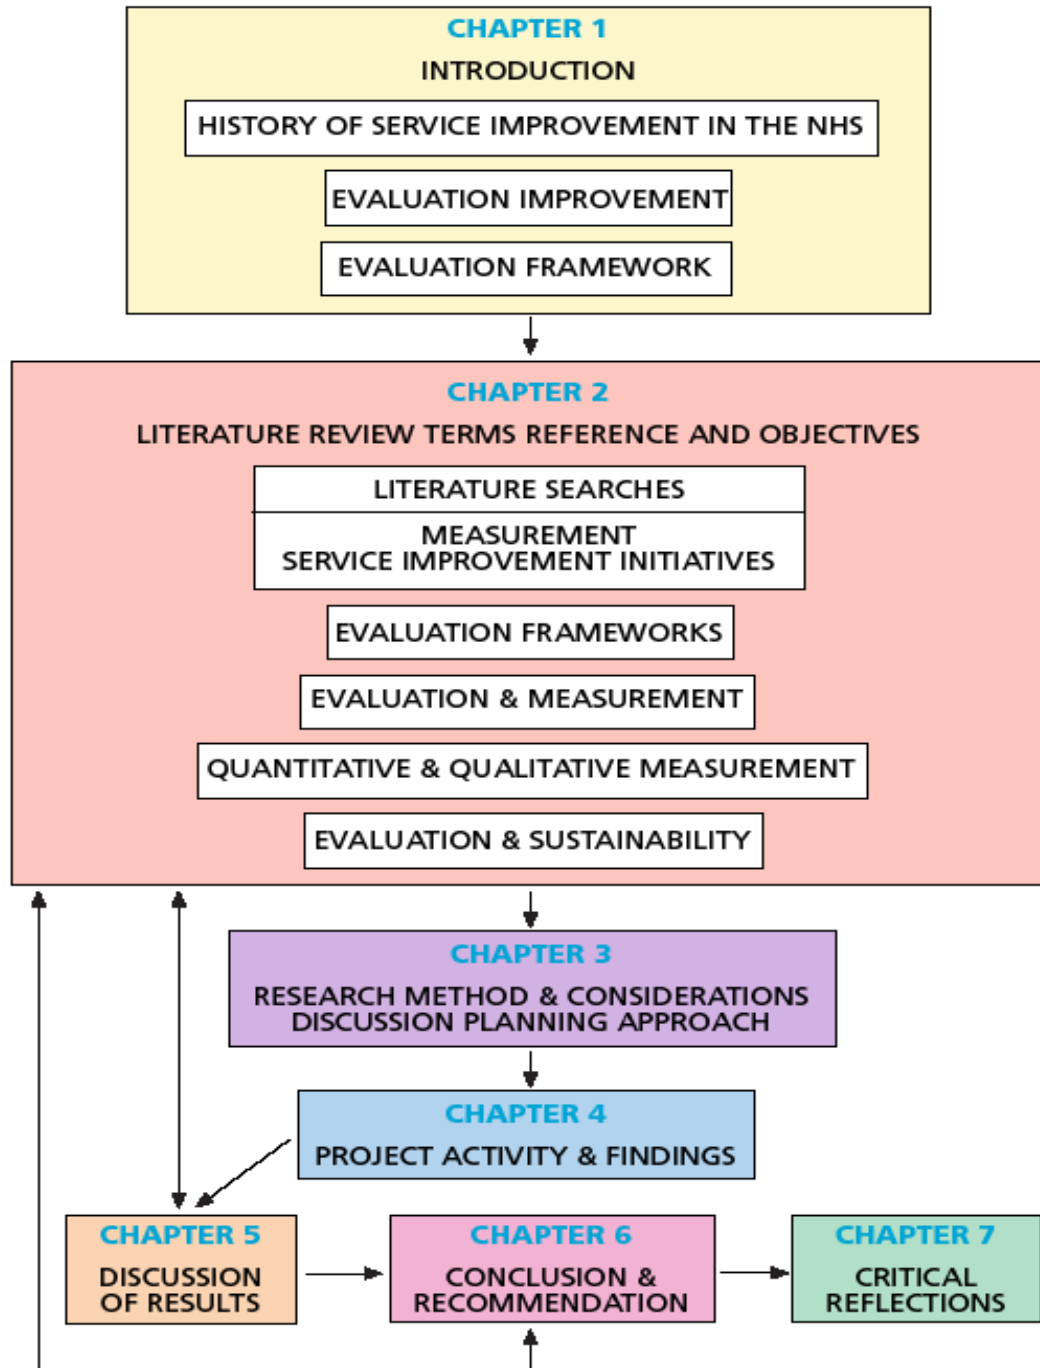 CHAPTER 1
INTRODUCTION
HISTORY OF SERVICE IMPROVEMENT IN THE NHS
EVALUATION IMPROVEMENT
EVALUATION FRAMEWORK
CHAPTER 2
LITERATURE REVIEW TERMS REFERENCE AND OBJECTIVES
LITERATURE SEARCHES
MEASUREMENT
SERVICE IMPROVEMENT INITIATIVES
EVALUATION FRAMEWORKS
EVALUATION & MEASUREMENT
QUANTITATIVE & QUALITATIVE MEASUREMENT
EVALUATION & SUSTAINABILITY
CHAPTER 3
RESEARCH METHOD & CONSIDERATIONS
DISCUSSION PLANNING APPROACH
CHAPTER 4
PROJECT ACTIVITY & FINDINGS
CHAPTER 5
DISCUSSION
OF RESULTS
CHAPTER 6
CONCLUSION &
RECOMMENDATION
CHAPTER 7
CRITICAL
REFLECTIONS